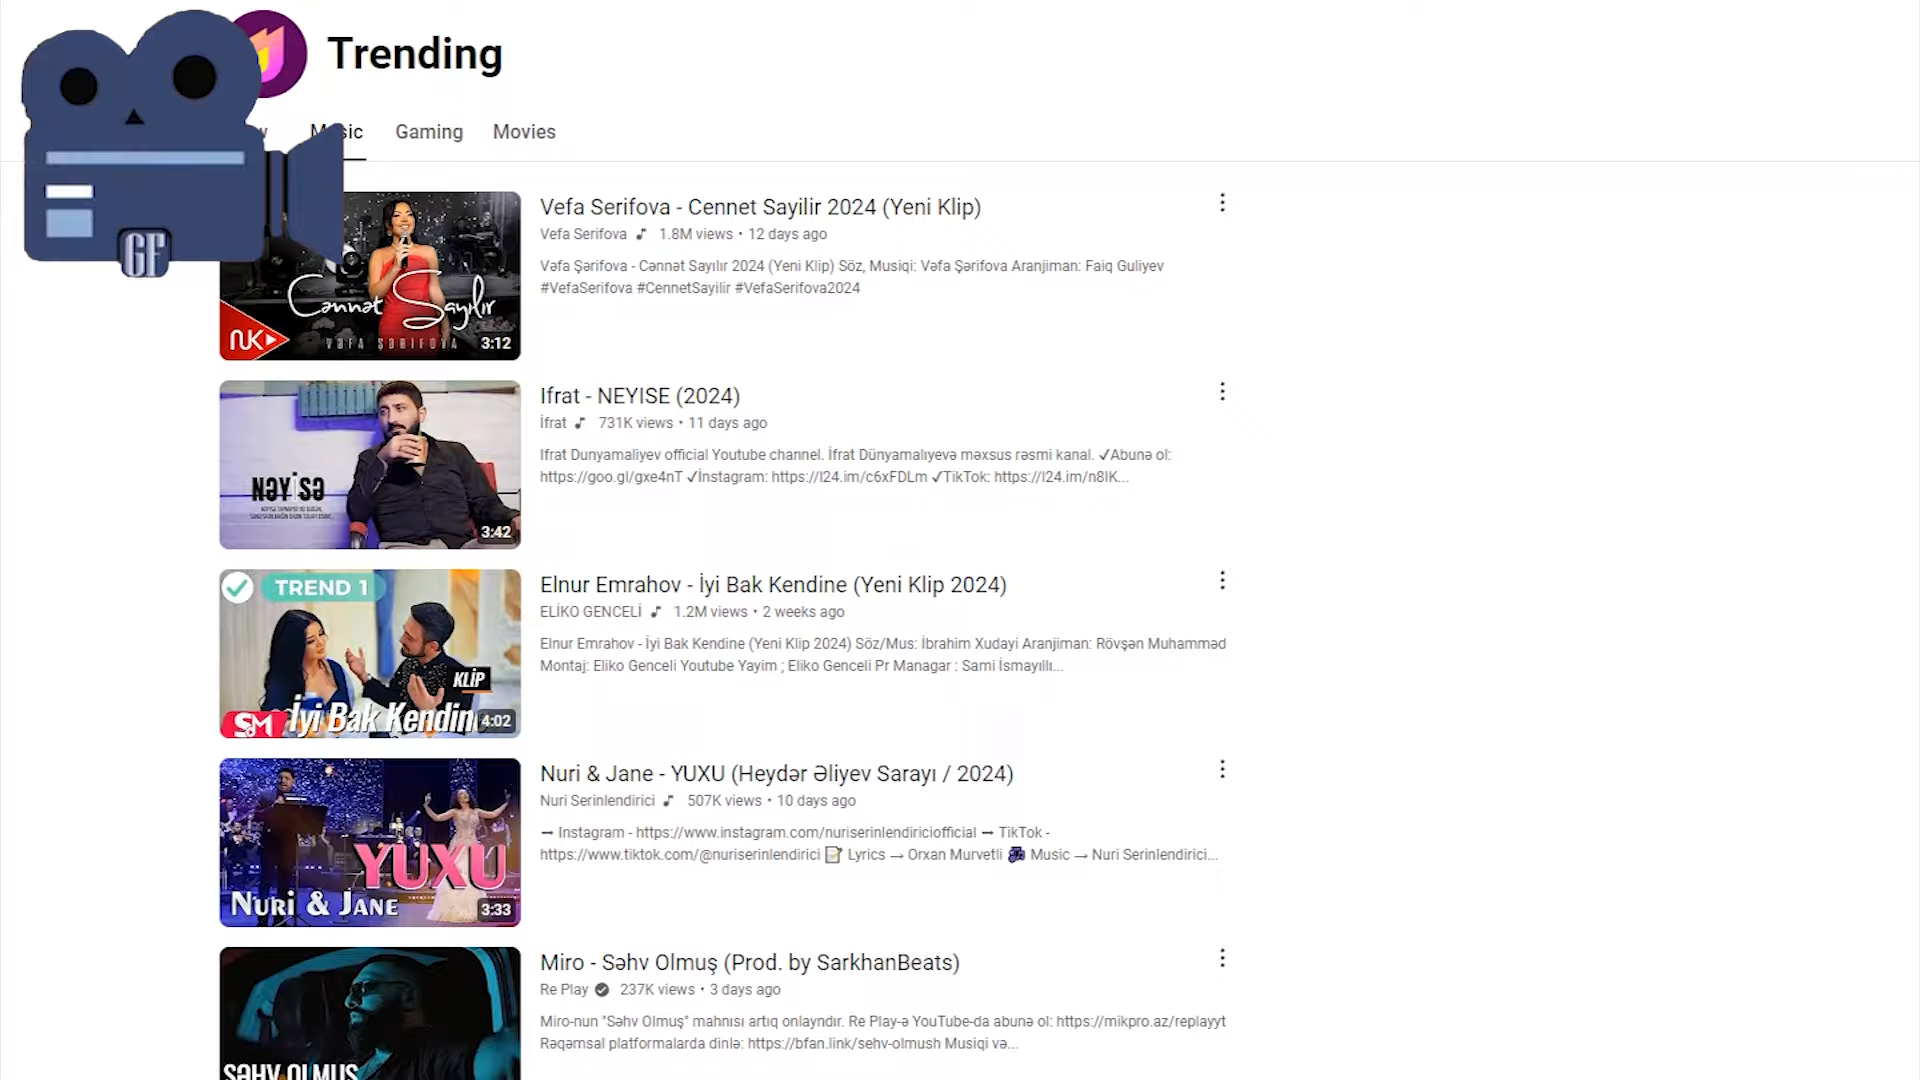 Trending
Music Gaming Movies
Vefa Serifova - Cennet Sayilir 2024 (Yeni Klip)
Vefa Serifova 1.8M views • 12 days ago
Vəfa Şərifova - Cənnət Sayılır 2024 (Yeni Klip) Söz, Musiqi: Vəfa Şərifova Aranjiman: Faiq Guliyev
#VefaSerifova #CennetSayilir #VefaSerifova2024
GF
Cənnət Sayılır
NK
VƏFA ŞƏRİFOVA
3:12
Ifrat - NEYISE (2024)
İfrat 731K views • 11 days ago
Ifrat Dunyamaliyev official Youtube channel. İfrat Dünyamalıyevə məxsus rəsmi kanal. ✓Abunə ol:
https://goo.gl/gxe4nT ✓İnstagram: https://l24.im/c6xFDLm ✓TikTok: https://l24.im/n8IK...
NƏYİSƏ
3:42
Elnur Emrahov - İyi Bak Kendine (Yeni Klip 2024)
ELİKO GENCELİ 1.2M views • 2 weeks ago
Elnur Emrahov - İyi Bak Kendine (Yeni Klip 2024) Söz/Mus: İbrahim Xudayi Aranjiman: Rövşən Muhamməd
Montaj: Eliko Genceli Youtube Yayim ; Eliko Genceli Pr Managar : Sami İsmayıllı...
TREND 1
KLİP
SM İyi Bak Kendin
4:02
Nuri & Jane - YUXU (Heydər Əliyev Sarayı / 2024)
Nuri Serinlendirici 507K views • 10 days ago
➞ Instagram - https://www.instagram.com/nuriserinlendiriciofficial ➞ TikTok -
https://www.tiktok.com/@nuriserinlendirici 📝 Lyrics → Orxan Murvetli 🎶 Music → Nuri Serinlendirici...
YUXU
NURi & JANE
3:33
Miro - Səhv Olmuş (Prod. by SarkhanBeats)
Re Play 237K views • 3 days ago
Miro-nun "Səhv Olmuş" mahnısı artıq onlayndır. Re Play-ə YouTube-da abunə ol: https://mikpro.az/replayyt
Rəqəmsal platformalarda dinlə: https://bfan.link/sehv-olmush Musiqi və...
SƏHV OLMUŞ